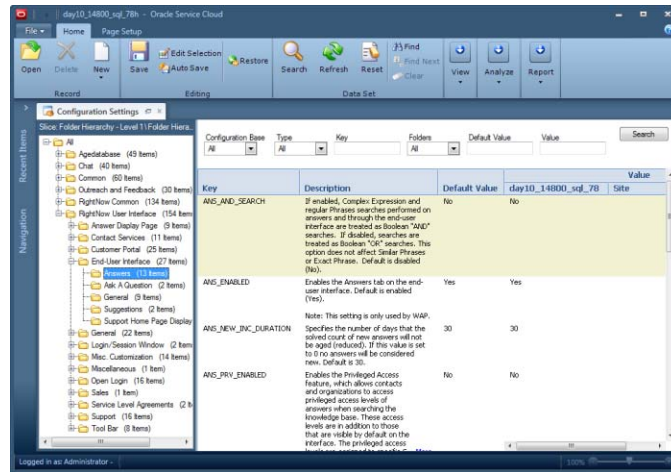 day10_14800_sql_78h - Oracle Service Cloud
File Home Page Setup
Open Delete New Save Edit Selection Auto Save Restore Search Refresh Reset Find Find Next Clear View Analyze Report
Record Editing Data Set
Configuration Settings
Recent Items
Navigation
Slice: Folder Hierarchy - Level 1\Folder Hiera..
All
Agedatabase (49 Items)
Chat (40 Items)
Common (60 Items)
Outreach and Feedback (30 Items)
RightNow Common (134 Items)
RightNow User Interface (154 Item
Answer Display Page (9 Items)
Contact Services (11 Items)
Customer Portal (25 Items)
End-User Interface (27 Items)
Answers (13 Items)
Ask A Question (2 Items)
General (9 Items)
Suggestions (2 Items)
Support Home Page Display
General (22 Items)
Login/Session Window (2 Item
Misc. Customization (14 Items)
Miscellaneous (1 Item)
Open Login (16 Items)
Sales (1 Item)
Service Level Agreements (2 It
Support (16 Items)
Tool Bar (8 Items)
Configuration Base Type Key Folders Default Value Value Search
All All All
Value
Key Description Default Value day10_14800_sql_78 Site
ANS_AND_SEARCH If enabled, Complex Expression and No No
regular Phrases searches performed on
answers and through the end-user
interface are treated as Boolean "AND"
searches. If disabled, searches are
treated as Boolean "OR" searches. This
option does not affect Similar Phrases
or Exact Phrase. Default is disabled
(No).
ANS_ENABLED Enables the Answers tab on the end- Yes Yes
user interface. Default is enabled
(Yes).
Note: This setting is only used by WAP.
ANS_NEW_INC_DURATION Specifies the number of days that the 30 30
solved count of new answers will not
be aged (reduced). If this value is set
to 0 no answers will be considered
new. Default is 30.
ANS_PRV_ENABLED Enables the Privileged Access No No
feature, which allows contacts
and organizations to access
privileged access levels of
answers when searching the
knowledge base. These access
levels are in addition to those
that are visible by default on the
interface. The privileged access
Logged in as: Administrator - 100%